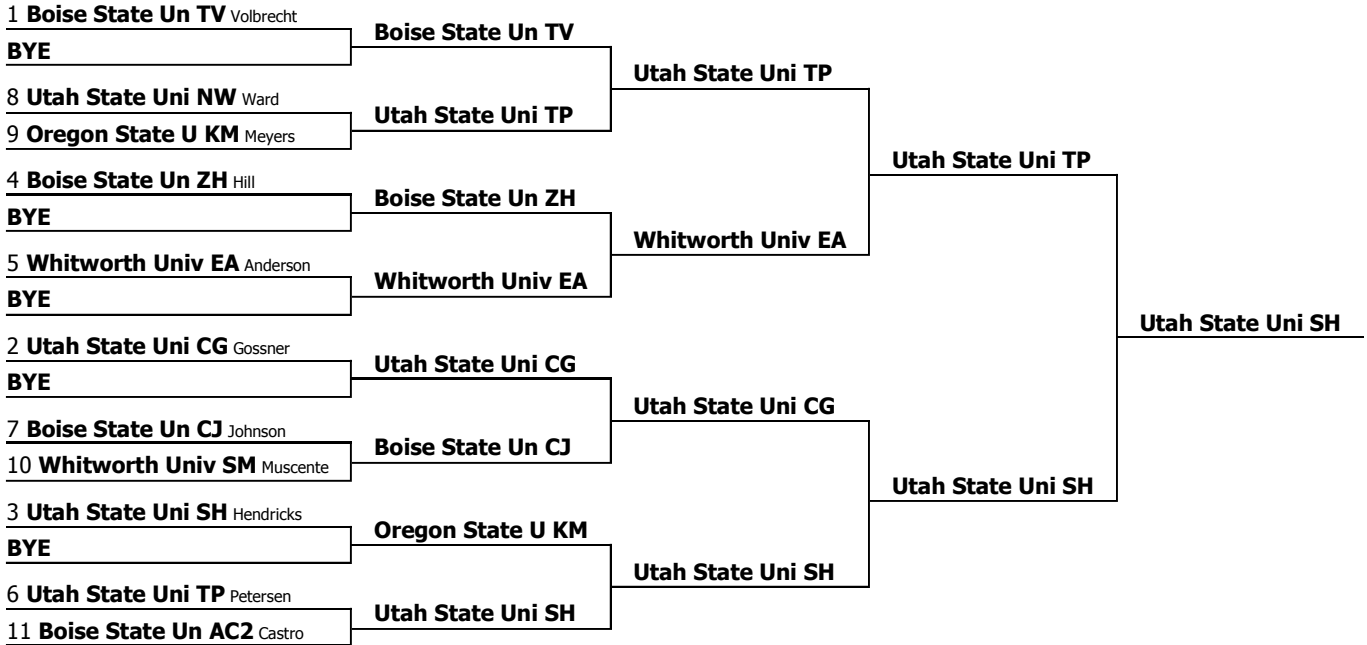 1 Boise State Un TV Volbrecht
BYE
8 Utah State Uni NW Ward
9 Oregon State U KM Meyers
4 Boise State Un ZH Hill
BYE
5 Whitworth Univ EA Anderson
BYE
2 Utah State Uni CG Gossner
BYE
7 Boise State Un CJ Johnson
10 Whitworth Univ SM Muscente
3 Utah State Uni SH Hendricks
BYE
6 Utah State Uni TP Petersen
11 Boise State Un AC2 Castro
Boise State Un TV
Utah State Uni TP
Boise State Un ZH
Whitworth Univ EA
Utah State Uni CG
Boise State Un CJ
Oregon State U KM
Utah State Uni SH
Utah State Uni TP
Whitworth Univ EA
Utah State Uni CG
Utah State Uni SH
Utah State Uni TP
Utah State Uni SH
Utah State Uni SH